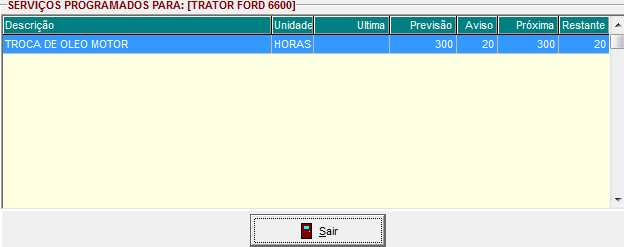 SERVIÇOS PROGRAMADOS PARA: [TRATOR FORD 6600]
Descrição Unidade Ultima Previsão Aviso Próxima Restante
TROCA DE OLEO MOTOR HORAS 300 20 300 20
Sair